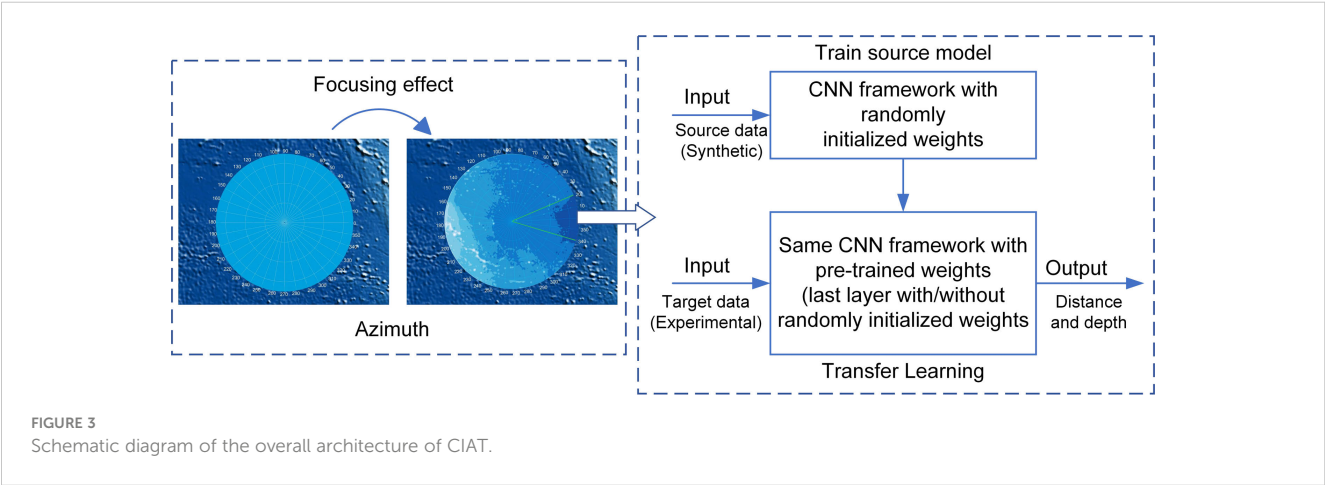 Focusing effect
Azimuth
Train source model
Input
Source data
(Synthetic)
CNN framework with
randomly
initialized weights
Input
Target data
(Experimental)
Same CNN framework with
pre-trained weights
(last layer with/without
randomly initialized weights
Output
Distance
and depth
Transfer Learning
FIGURE 3
Schematic diagram of the overall architecture of CIAT.